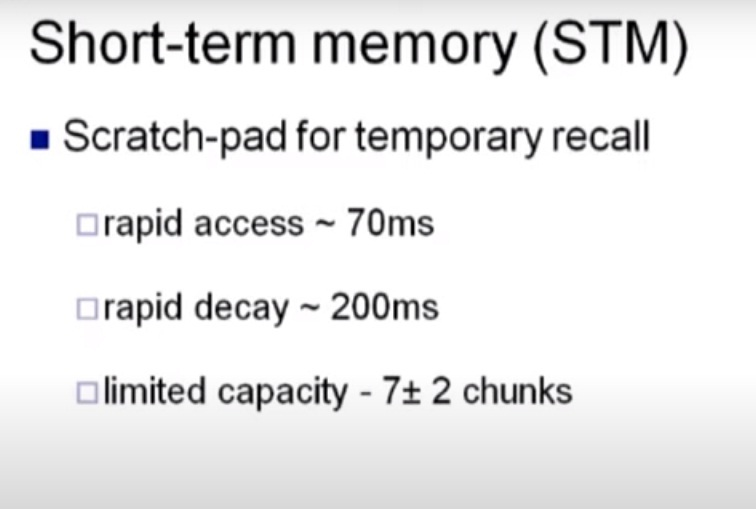 Short-term memory (STM)
Scratch-pad for temporary recall
rapid access ~ 70ms
rapid decay ~ 200ms
limited capacity - 7± 2 chunks